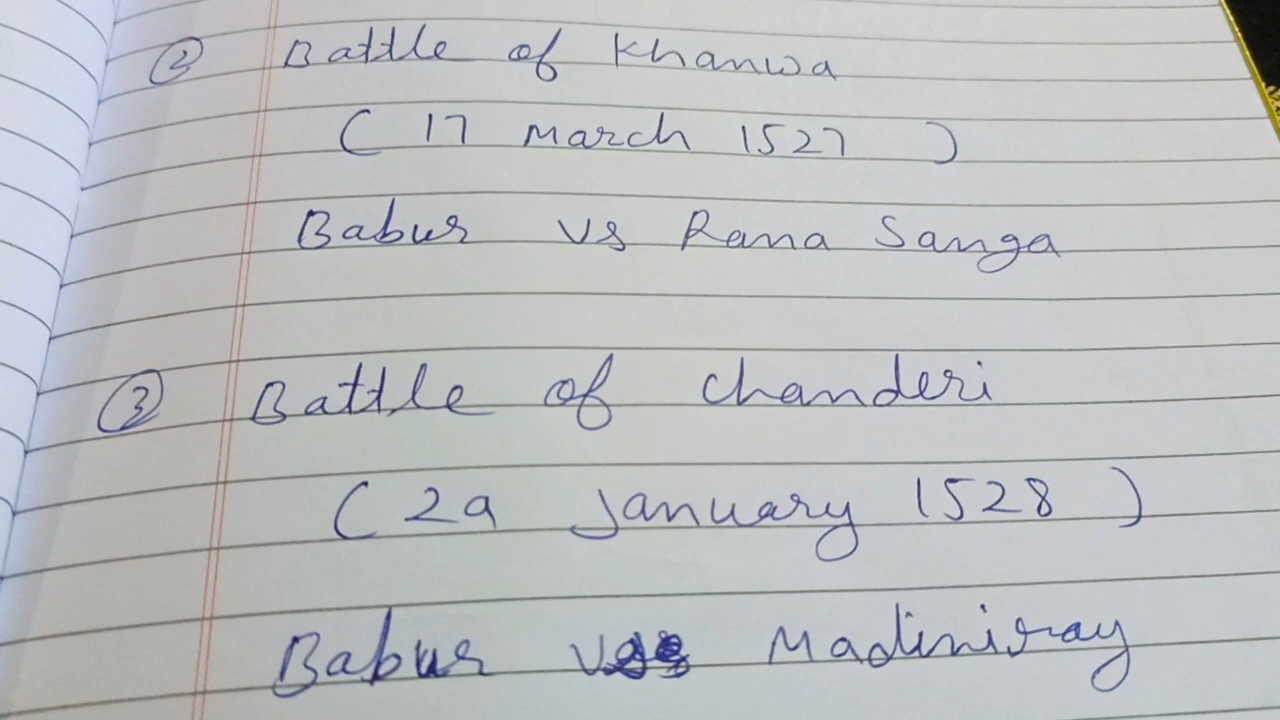 ② Battle of Khanwa
( 17 March 1527 )
Babur vs Rana Sanga
③ Battle of Chanderi
( 29 January 1528 )
Babur vs Madiniray